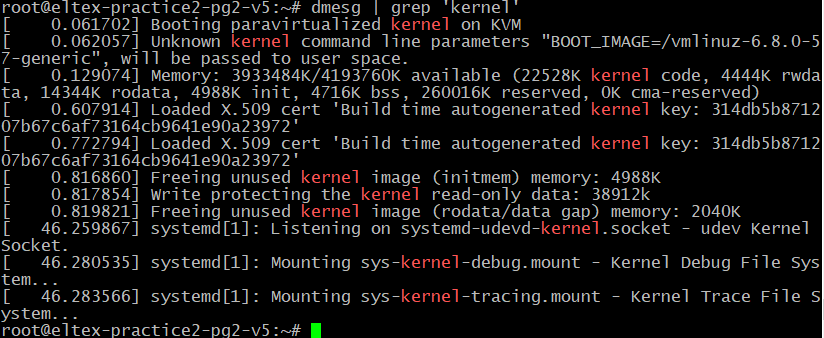 root@eltex-practice2-pg2-v5:~# dmesg | grep 'kernel'
[    0.061702] Booting paravirtualized kernel on KVM
[    0.062057] Unknown kernel command line parameters "BOOT_IMAGE=/vmlinuz-6.8.0-5
7-generic", will be passed to user space.
[    0.129074] Memory: 3933484K/4193760K available (22528K kernel code, 4444K rwda
ta, 14344K rodata, 4988K init, 4716K bss, 260016K reserved, 0K cma-reserved)
[    0.607914] Loaded X.509 cert 'Build time autogenerated kernel key: 314db5b8712
07b67c6af73164cb9641e90a23972'
[    0.772794] Loaded X.509 cert 'Build time autogenerated kernel key: 314db5b8712
07b67c6af73164cb9641e90a23972'
[    0.816860] Freeing unused kernel image (initmem) memory: 4988K
[    0.817854] Write protecting the kernel read-only data: 38912k
[    0.819821] Freeing unused kernel image (rodata/data gap) memory: 2040K
[   46.259867] systemd[1]: Listening on systemd-udevd-kernel.socket - udev Kernel
Socket.
[   46.280535] systemd[1]: Mounting sys-kernel-debug.mount - Kernel Debug File Sys
tem...
[   46.283566] systemd[1]: Mounting sys-kernel-tracing.mount - Kernel Trace File S
ystem...
root@eltex-practice2-pg2-v5:~#